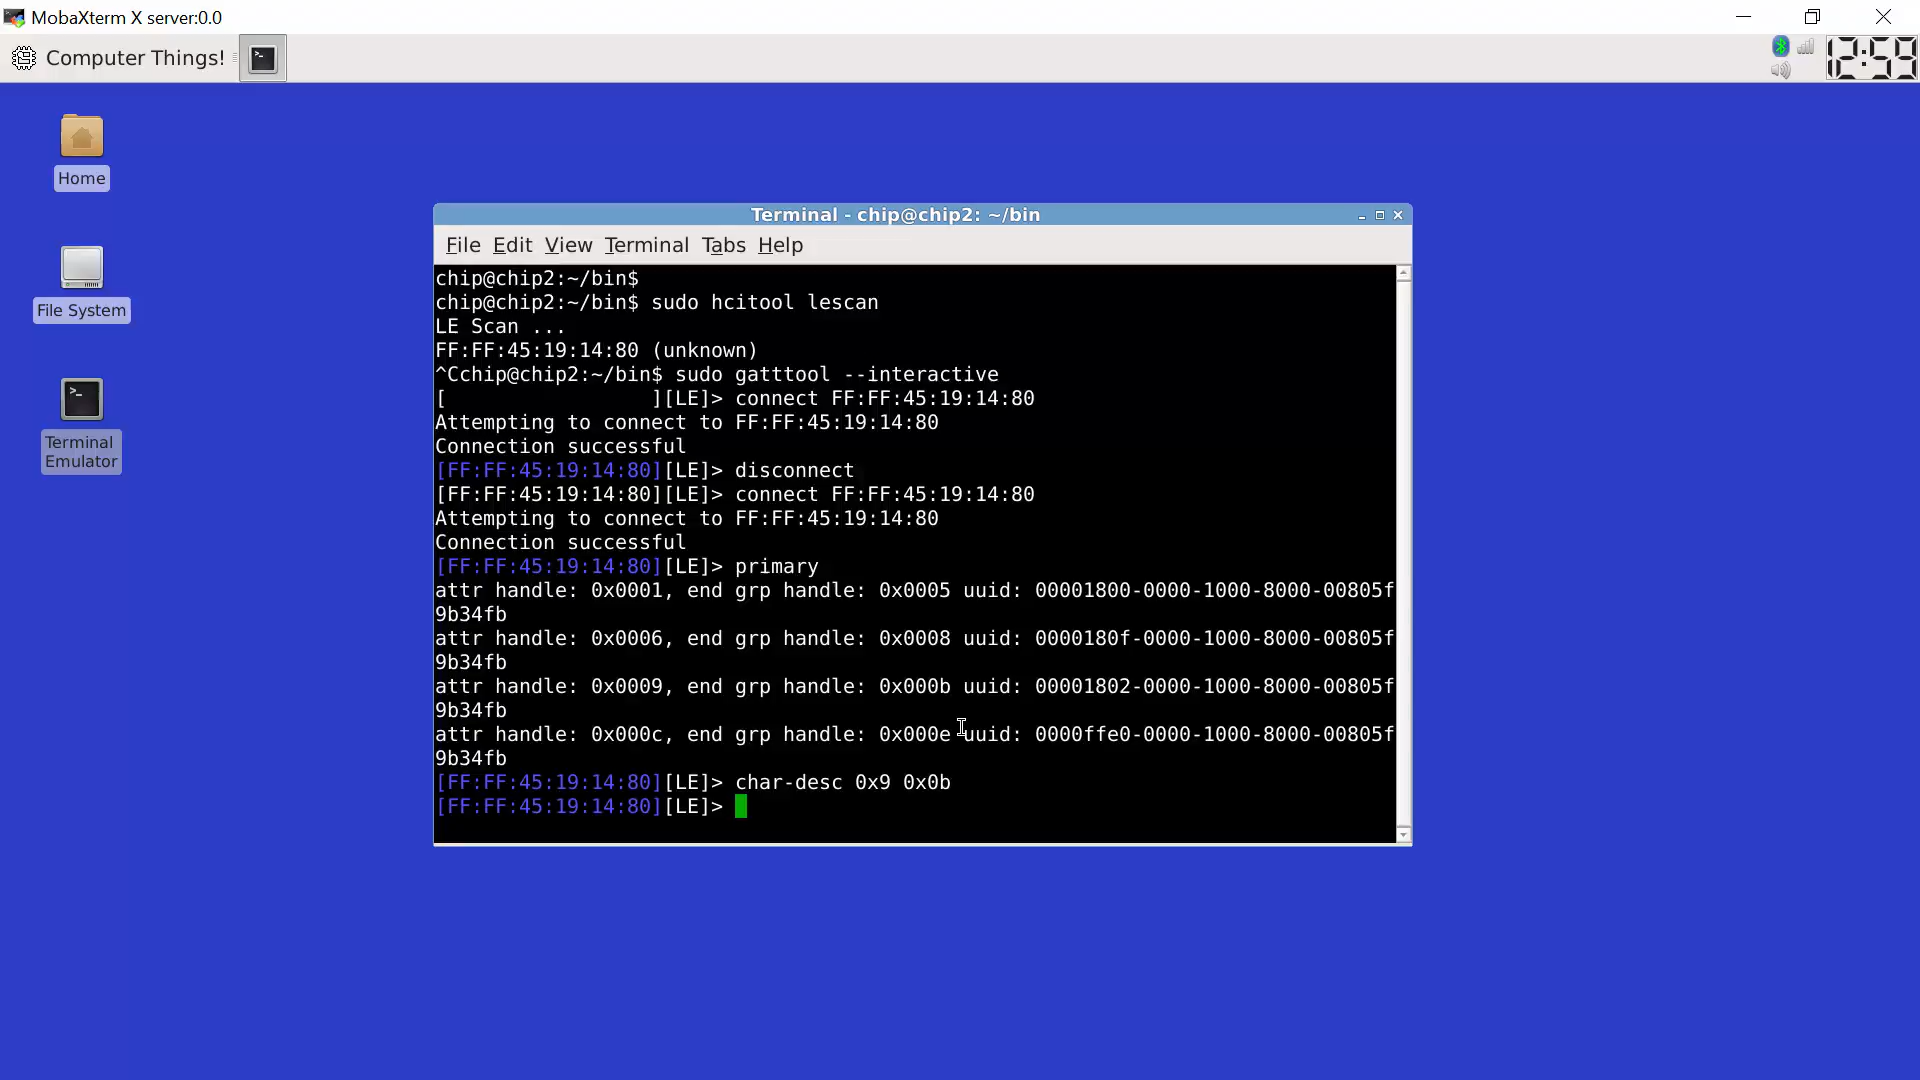 MobaXterm X server:0.0
Computer Things!
12:59
Home
File System
Terminal
Emulator
Terminal - chip@chip2: ~/bin
File Edit View Terminal Tabs Help
chip@chip2:~/bin$
chip@chip2:~/bin$ sudo hcitool lescan
LE Scan ...
FF:FF:45:19:14:80 (unknown)
^Cchip@chip2:~/bin$ sudo gatttool --interactive
[                 ][LE]> connect FF:FF:45:19:14:80
Attempting to connect to FF:FF:45:19:14:80
Connection successful
[FF:FF:45:19:14:80][LE]> disconnect
[FF:FF:45:19:14:80][LE]> connect FF:FF:45:19:14:80
Attempting to connect to FF:FF:45:19:14:80
Connection successful
[FF:FF:45:19:14:80][LE]> primary
attr handle: 0x0001, end grp handle: 0x0005 uuid: 00001800-0000-1000-8000-00805f
9b34fb
attr handle: 0x0006, end grp handle: 0x0008 uuid: 0000180f-0000-1000-8000-00805f
9b34fb
attr handle: 0x0009, end grp handle: 0x000b uuid: 00001802-0000-1000-8000-00805f
9b34fb
attr handle: 0x000c, end grp handle: 0x000e uuid: 0000ffe0-0000-1000-8000-00805f
9b34fb
[FF:FF:45:19:14:80][LE]> char-desc 0x9 0x0b
[FF:FF:45:19:14:80][LE]>